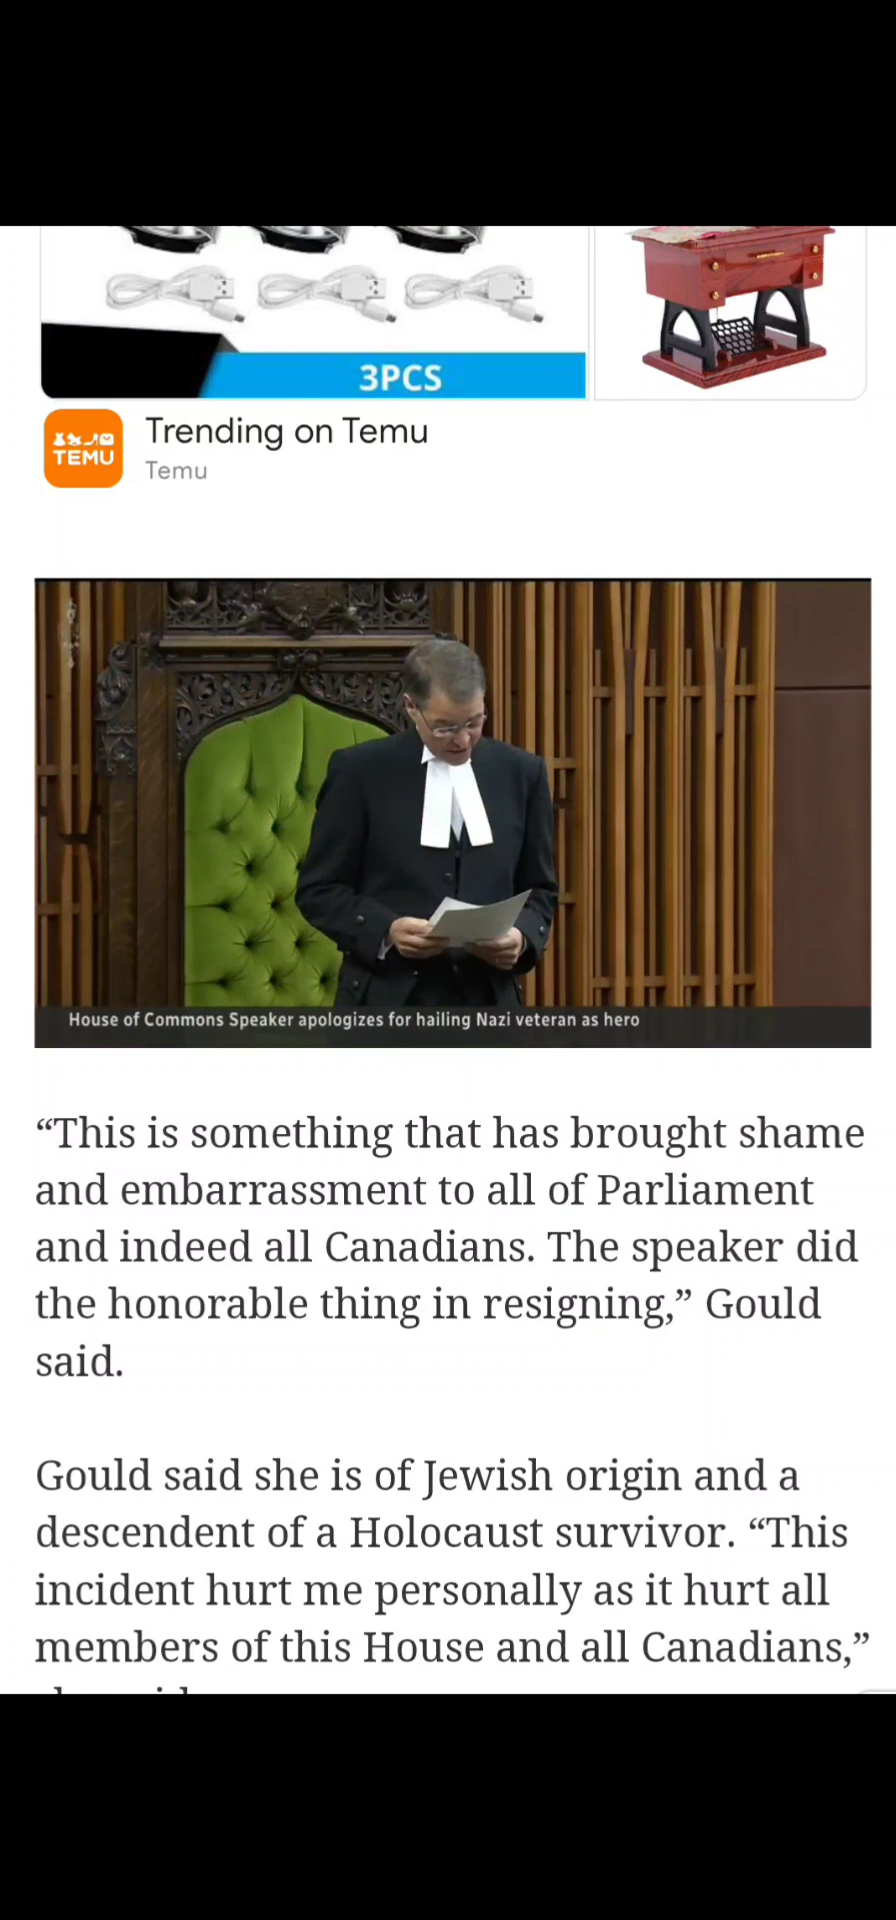 3PCS
TEMU
Trending on Temu
Temu
House of Commons Speaker apologizes for hailing Nazi veteran as hero
“This is something that has brought shame
and embarrassment to all of Parliament
and indeed all Canadians. The speaker did
the honorable thing in resigning,” Gould
said.
Gould said she is of Jewish origin and a
descendent of a Holocaust survivor. “This
incident hurt me personally as it hurt all
members of this House and all Canadians,”